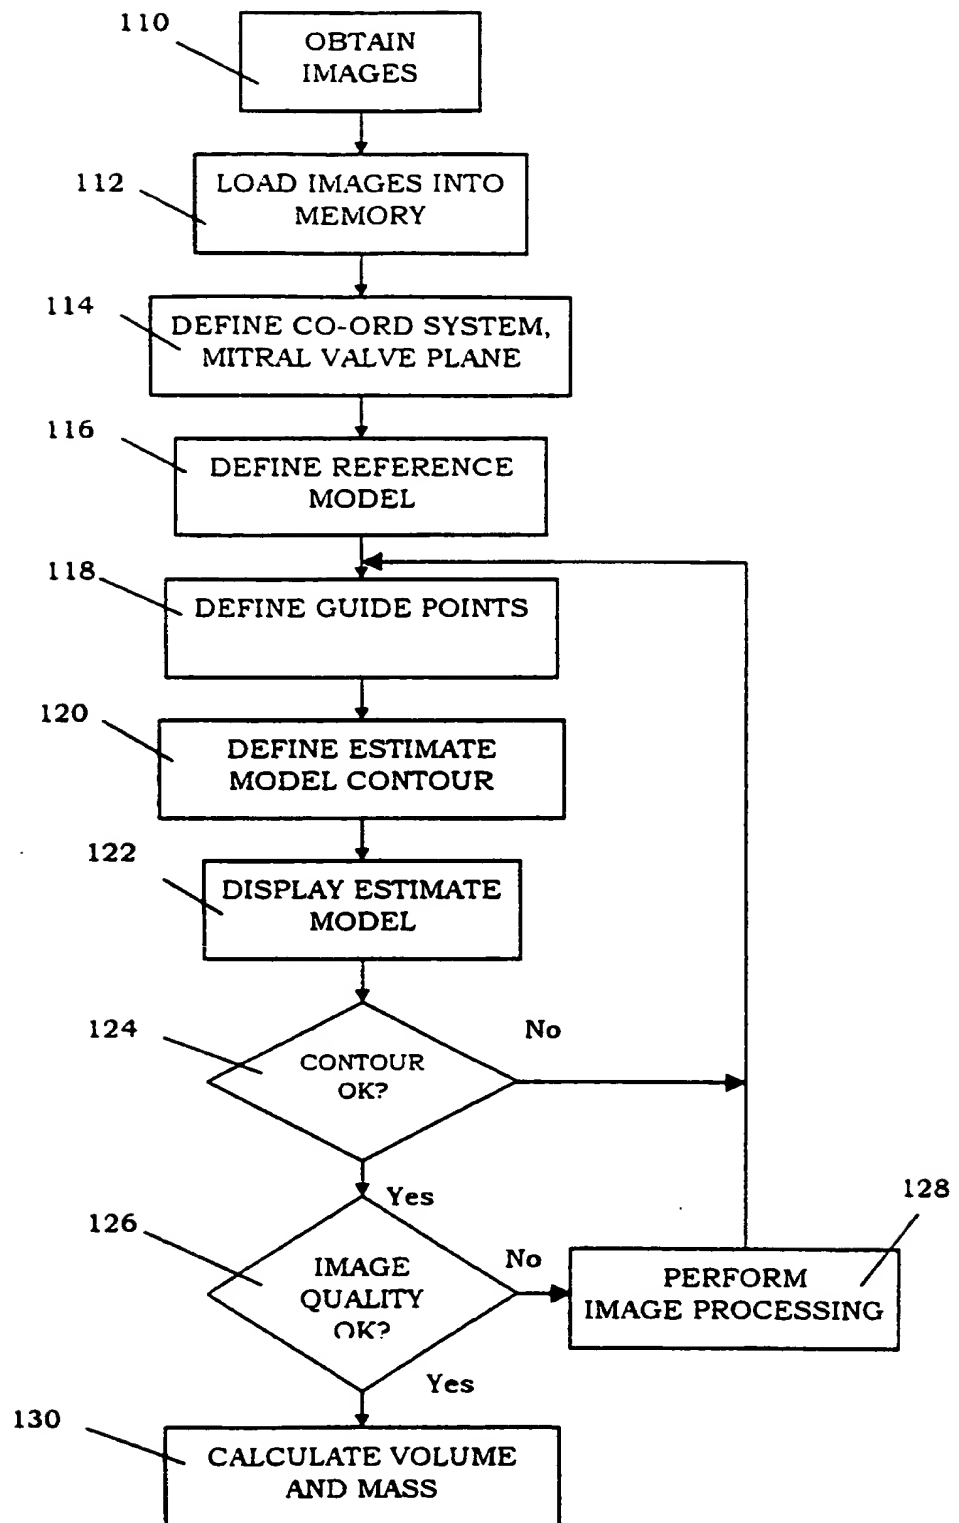 110
OBTAIN
IMAGES
112
LOAD IMAGES INTO
MEMORY
114
DEFINE CO-ORD SYSTEM,
MITRAL VALVE PLANE
116
DEFINE REFERENCE
MODEL
118
DEFINE GUIDE POINTS
120
DEFINE ESTIMATE
MODEL CONTOUR
122
DISPLAY ESTIMATE
MODEL
124
No
CONTOUR
OK?
Yes
126
No
IMAGE
QUALITY
OK?
128
PERFORM
IMAGE PROCESSING
Yes
130
CALCULATE VOLUME
AND MASS